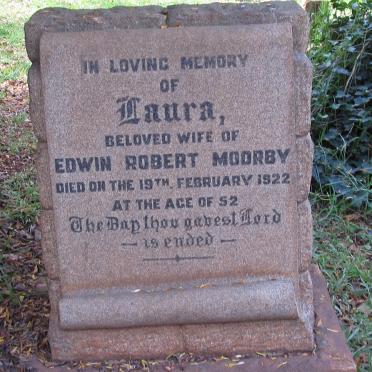 IN LOVING MEMORY
OF
Laura,
BELOVED WIFE OF
EDWIN ROBERT MOORBY
DIED ON THE 19TH. FEBRUARY 1922
AT THE AGE OF 52
The Day thou gavest Lord
— is ended —